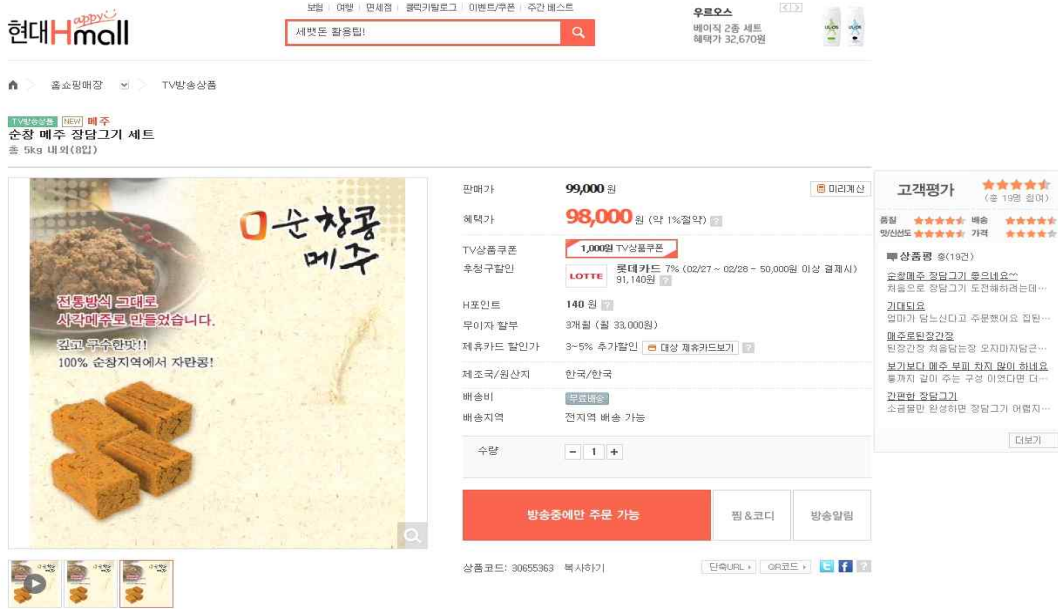 보험 여행 면세점 클릭카탈로그 이벤트/쿠폰 주간 베스트
현대Hmall
happy
세뱃돈 활용팁!
우르오스
베이직 2종 세트
혜택가 32,670원
홈쇼핑매장 TV방송상품
TV방송상품 NEW 메주
순창 메주 장담그기 세트
총 5kg 내외(8입)
순창콩
메주
전통방식 그대로
사각메주로 만들었습니다.
깊고 구수한맛!!
100% 순창지역에서 자란콩!
판매가 99,000 원 미리계산
혜택가 98,000 원 (약 1%절약) ?
TV상품쿠폰 1,000원 TV상품쿠폰
후청구할인 LOTTE 롯데카드 7% (02/27 ~ 02/28 - 50,000원 이상 결제시)
91,140원 ?
H포인트 140 원 ?
무이자 할부 3개월 (월 33,000원)
제휴카드 할인가 3~5% 추가할인 대상 제휴카드보기 ?
제조국/원산지 한국/한국
배송비 무료배송
배송지역 전지역 배송 가능
수량 - 1 +
방송중에만 주문 가능 찜&코디 방송알림
상품코드: 30655363 복사하기 단축URL QR코드 ?
고객평가
(총 19명 참여)
품질 배송
맛/신선도 가격
상품평 총(19건)
순창메주 장담그기 좋으네요^^
처음으로 장담그기 도전해하려는데…
기대되요
엄마가 담느신다고 주문했어요 집된…
메주로된장간장
된장간장 처음담는장 오자마자담근…
보기보다 메주 부피 차지 많이 하네요
통까지 같이 주는 구성 이였다면 더…
간편한 장담그기
소금물만 완성하면 장담그기 어렵지…
더보기